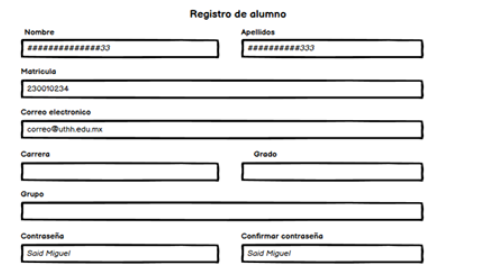 Registro de alumno
Nombre Apellidos
##############33 ##########333
Matricula
230010234
Correo electronico
correo@uthh.edu.mx
Carrera Grado
Grupo
Contraseña Confirmar contraseña
Said Miguel Said Miguel